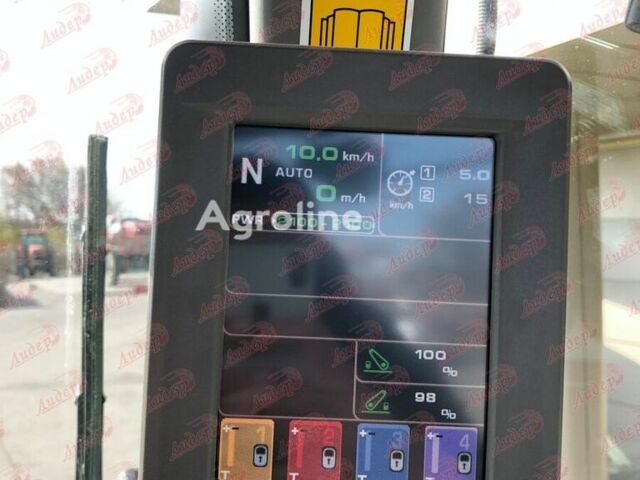 10.0 km/h
N AUTO
0 m/h
1 5.0
2 15
km/h
PWR
Agroline
100 %
98 %
1 2 3 4
T T
Лидер